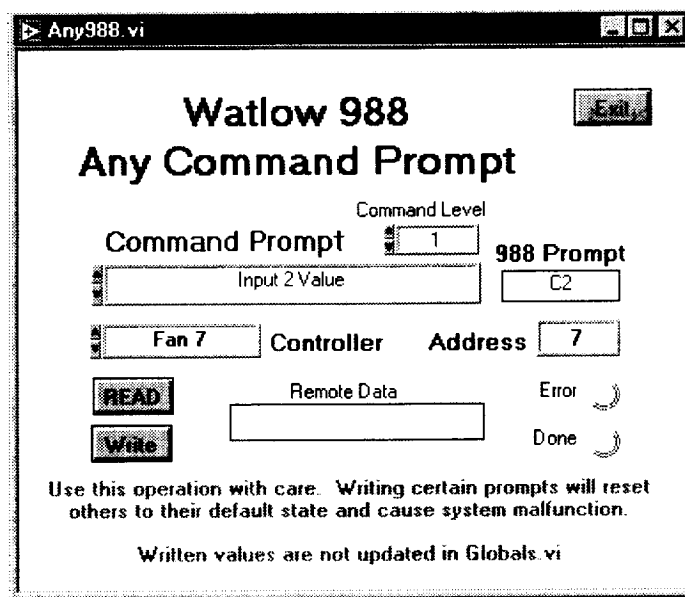 Any988.vi
Watlow 988
Exit
Any Command Prompt
Command Level
Command Prompt
1
988 Prompt
Input 2 Value
C2
Fan 7
Controller
Address
7
READ
Remote Data
Error
Write
Done
Use this operation with care. Writing certain prompts will reset
others to their default state and cause system malfunction.
Written values are not updated in Globals.vi